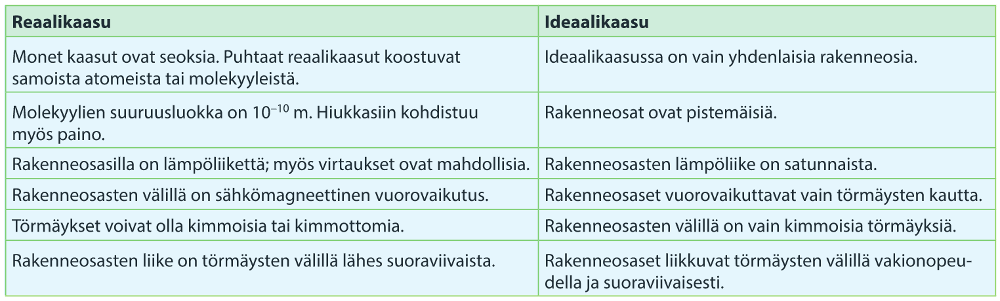 Reaalikaasu
Ideaalikaasu
Monet kaasut ovat seoksia. Puhtaat reaalikaasut koostuvat
samoista atomeista tai molekyyleistä.
Ideaalikaasussa on vain yhdenlaisia rakenneosia.
Molekyylien suuruusluokka on 10⁻¹⁰ m. Hiukkasiin kohdistuu
myös paino.
Rakenneosat ovat pistemäisiä.
Rakenneosasilla on lämpöliikettä; myös virtaukset ovat mahdollisia.
Rakenneosasten lämpöliike on satunnaista.
Rakenneosasten välillä on sähkömagneettinen vuorovaikutus.
Rakenneosaset vuorovaikuttavat vain törmäysten kautta.
Törmäykset voivat olla kimmoisia tai kimmottomia.
Rakenneosasten välillä on vain kimmoisia törmäyksiä.
Rakenneosasten liike on törmäysten välillä lähes suoraviivaista.
Rakenneosaset liikkuvat törmäysten välillä vakionopeu-
della ja suoraviivaisesti.